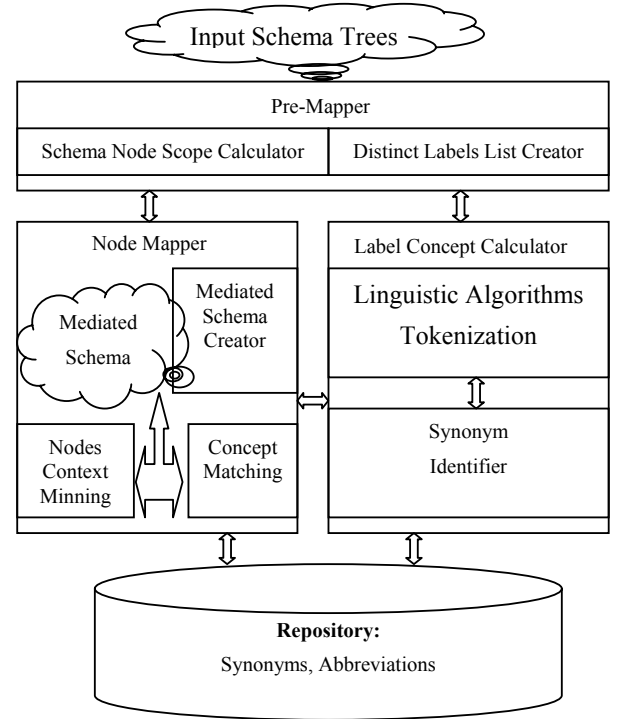 Input Schema Trees
Pre-Mapper
Schema Node Scope Calculator
Distinct Labels List Creator
Node Mapper
Mediated
Schema
Creator
Mediated
Schema
Nodes
Context
Minning
Concept
Matching
Label Concept Calculator
Linguistic Algorithms
Tokenization
Synonym
Identifier
Repository:
Synonyms, Abbreviations